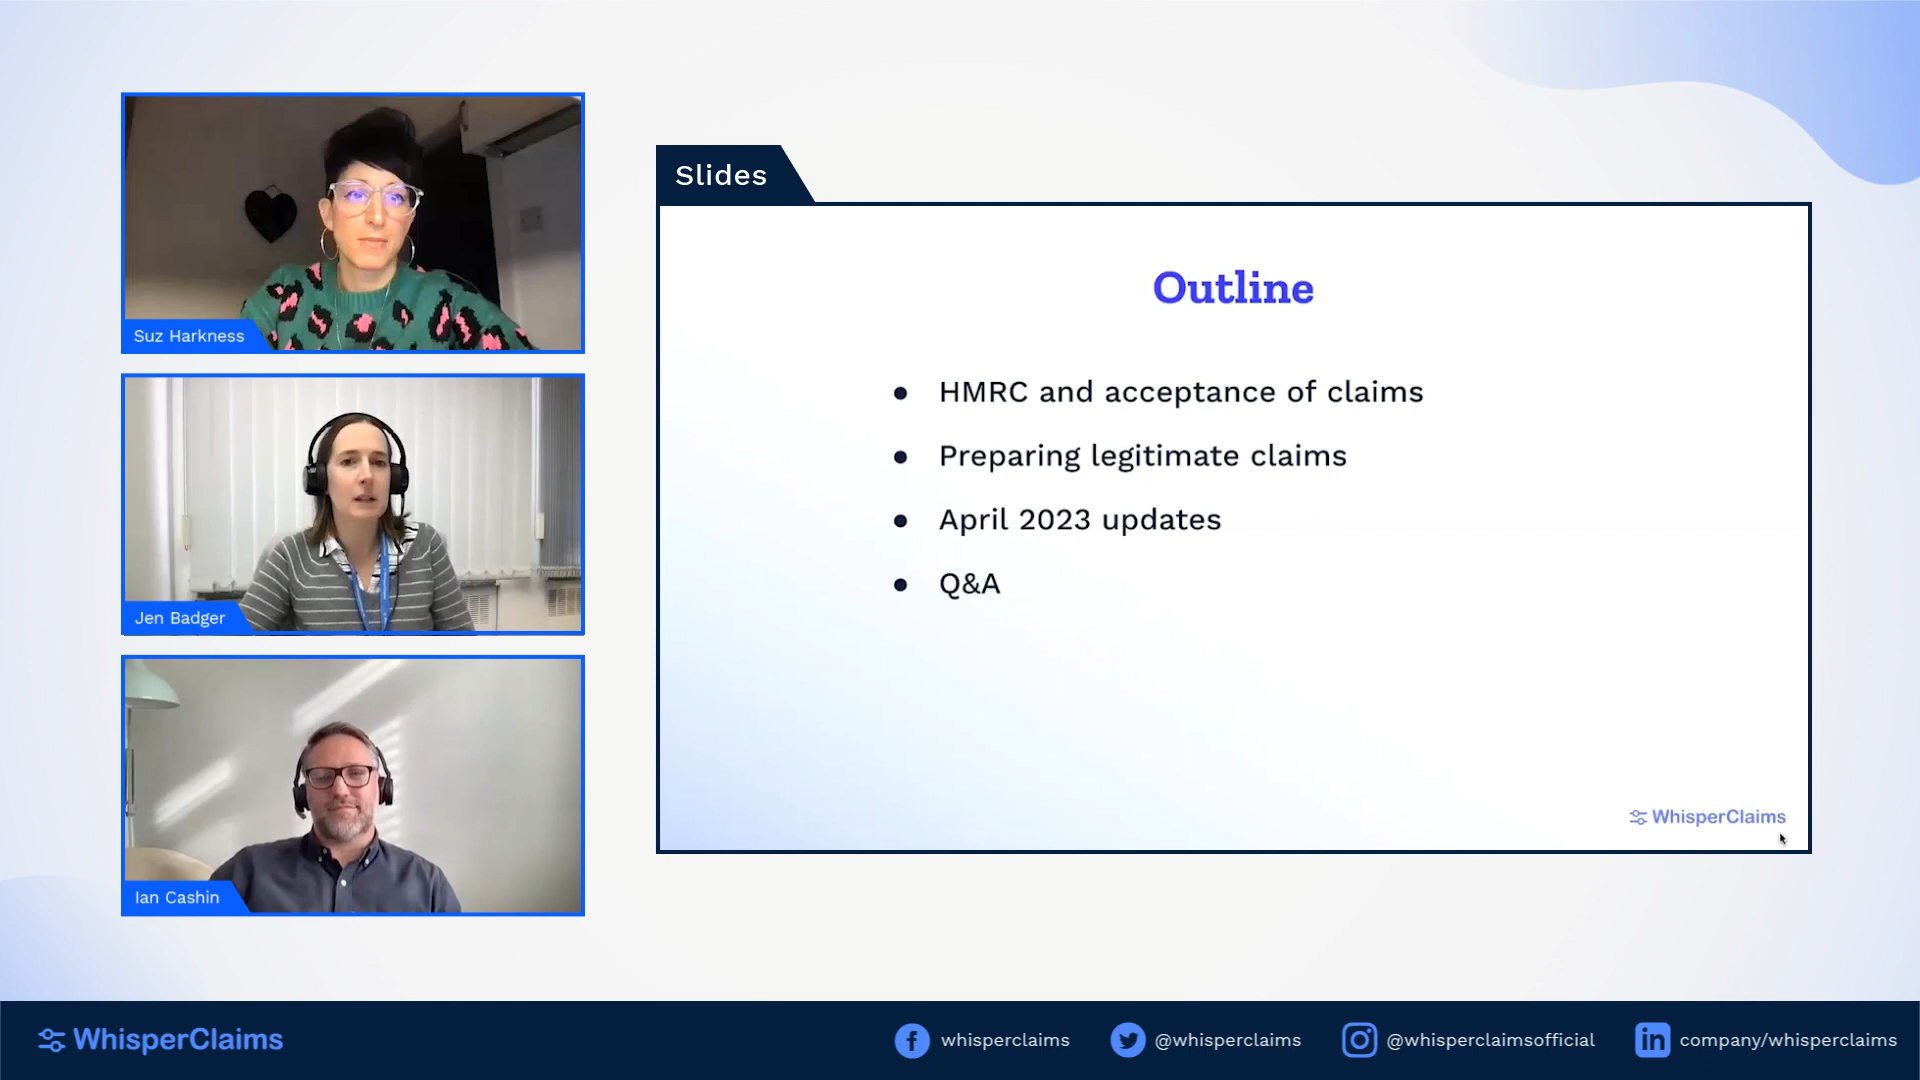 Suz Harkness
Jen Badger
Ian Cashin
Slides
Outline
● HMRC and acceptance of claims
● Preparing legitimate claims
● April 2023 updates
● Q&A
WhisperClaims
WhisperClaims
whisperclaims
@whisperclaims
@whisperclaimsofficial
company/whisperclaims